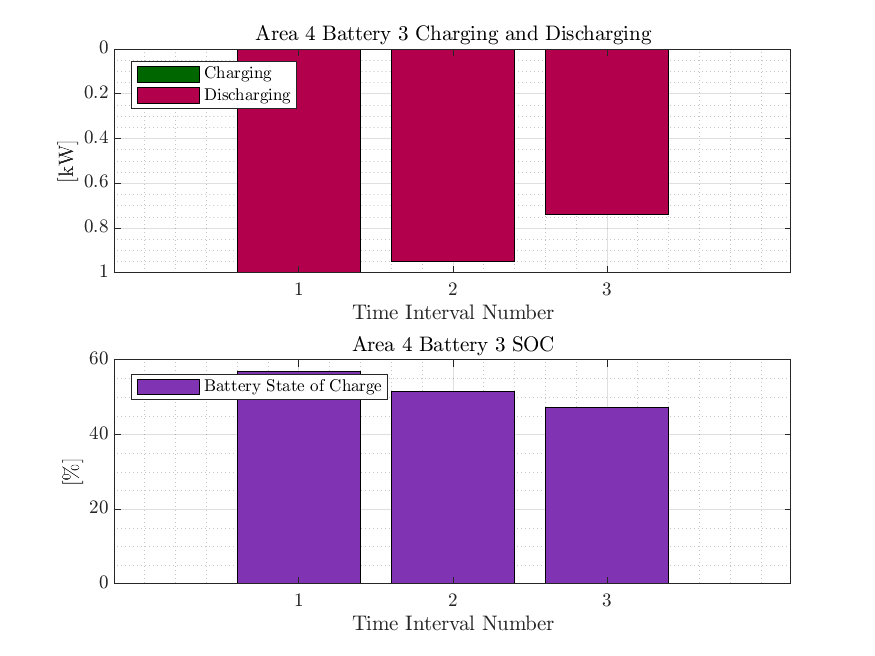 Area 4 Battery 3 Charging and Discharging
0
0.2
0.4
0.6
0.8
1
[kW]
Charging
Discharging
1 2 3
Time Interval Number
Area 4 Battery 3 SOC
60
40
20
0
[%]
Battery State of Charge
1 2 3
Time Interval Number